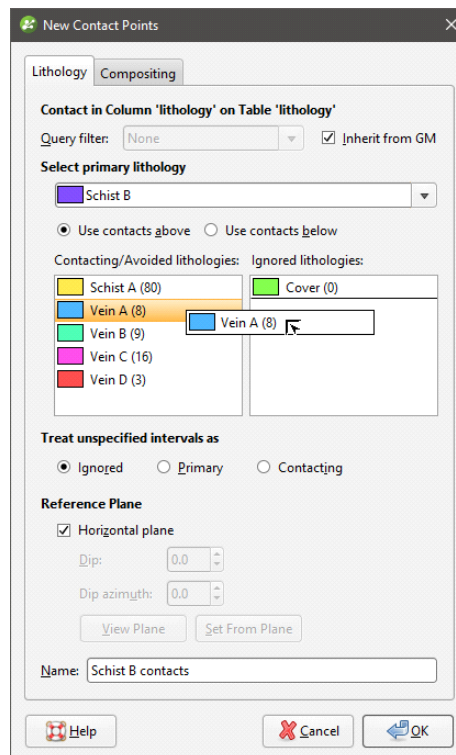 New Contact Points
Lithology Compositing
Contact in Column 'lithology' on Table 'lithology'
Query filter: None Inherit from GM
Select primary lithology
Schist B
Use contacts above Use contacts below
Contacting/Avoided lithologies: Ignored lithologies:
Schist A (80) Cover (0)
Vein A (8) Vein A (8)
Vein B (9)
Vein C (16)
Vein D (3)
Treat unspecified intervals as
Ignored Primary Contacting
Reference Plane
Horizontal plane
Dip: 0.0
Dip azimuth: 0.0
View Plane Set From Plane
Name: Schist B contacts
Help Cancel OK